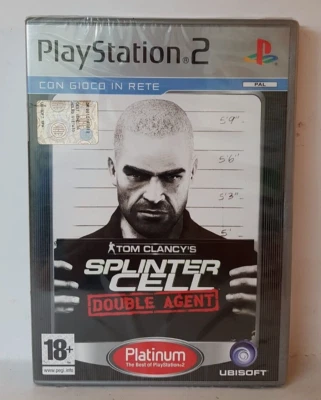 PlayStation®2
CON GIOCO IN RETE
PAL
5'9"
5'6"
5'3"
5'
TOM CLANCY'S
SPLINTER
CELL
DOUBLE AGENT
18+
www.pegi.info
Platinum
The Best of PlayStation®2
UBISOFT